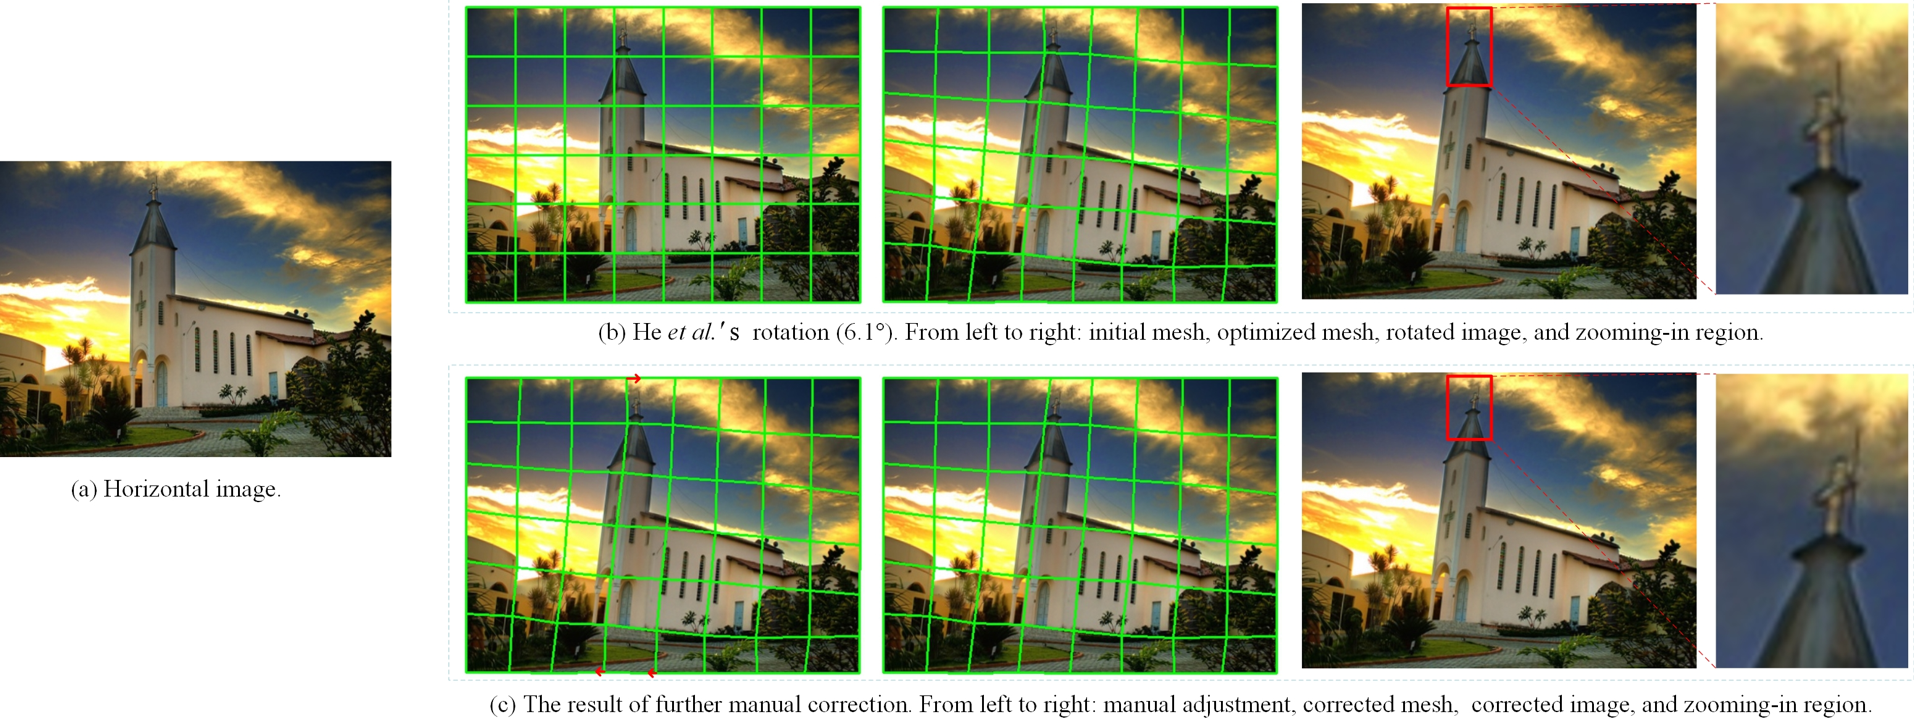 (b) He et al.'s rotation (6.1°). From left to right: initial mesh, optimized mesh, rotated image, and zooming-in region.
(a) Horizontal image.
(c) The result of further manual correction. From left to right: manual adjustment, corrected mesh, corrected image, and zooming-in region.